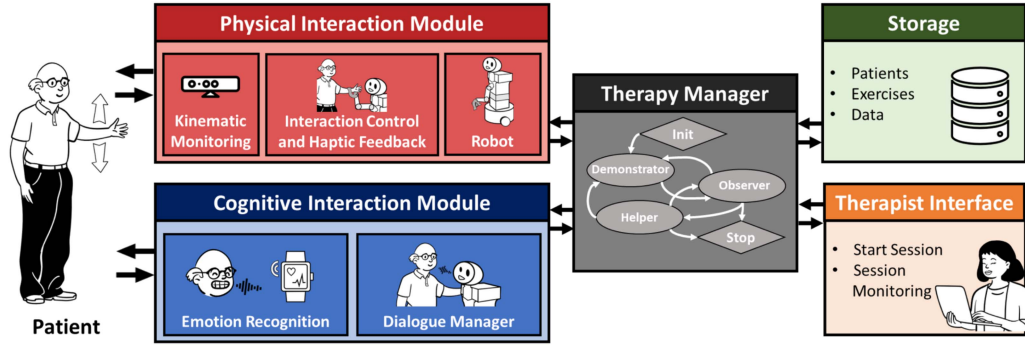 Physical Interaction Module
Kinematic
Monitoring
Interaction Control
and Haptic Feedback
Robot
Cognitive Interaction Module
Emotion Recognition
Dialogue Manager
Patient
Therapy Manager
Init
Demonstrator
Observer
Helper
Stop
Storage
• Patients
• Exercises
• Data
Therapist Interface
• Start Session
• Session
Monitoring